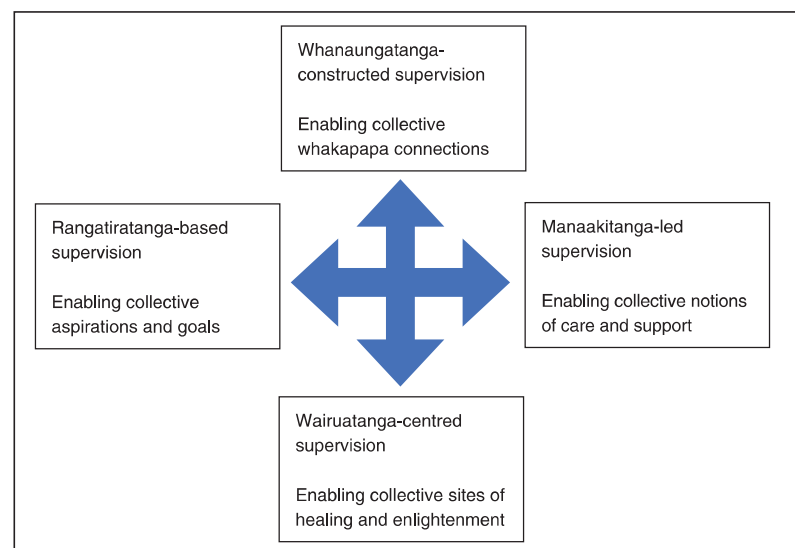 Whanaungatanga-
constructed supervision
Enabling collective
whakapapa connections
Rangatiratanga-based
supervision
Enabling collective
aspirations and goals
Manaakitanga-led
supervision
Enabling collective notions
of care and support
Wairuatanga-centred
supervision
Enabling collective sites of
healing and enlightenment